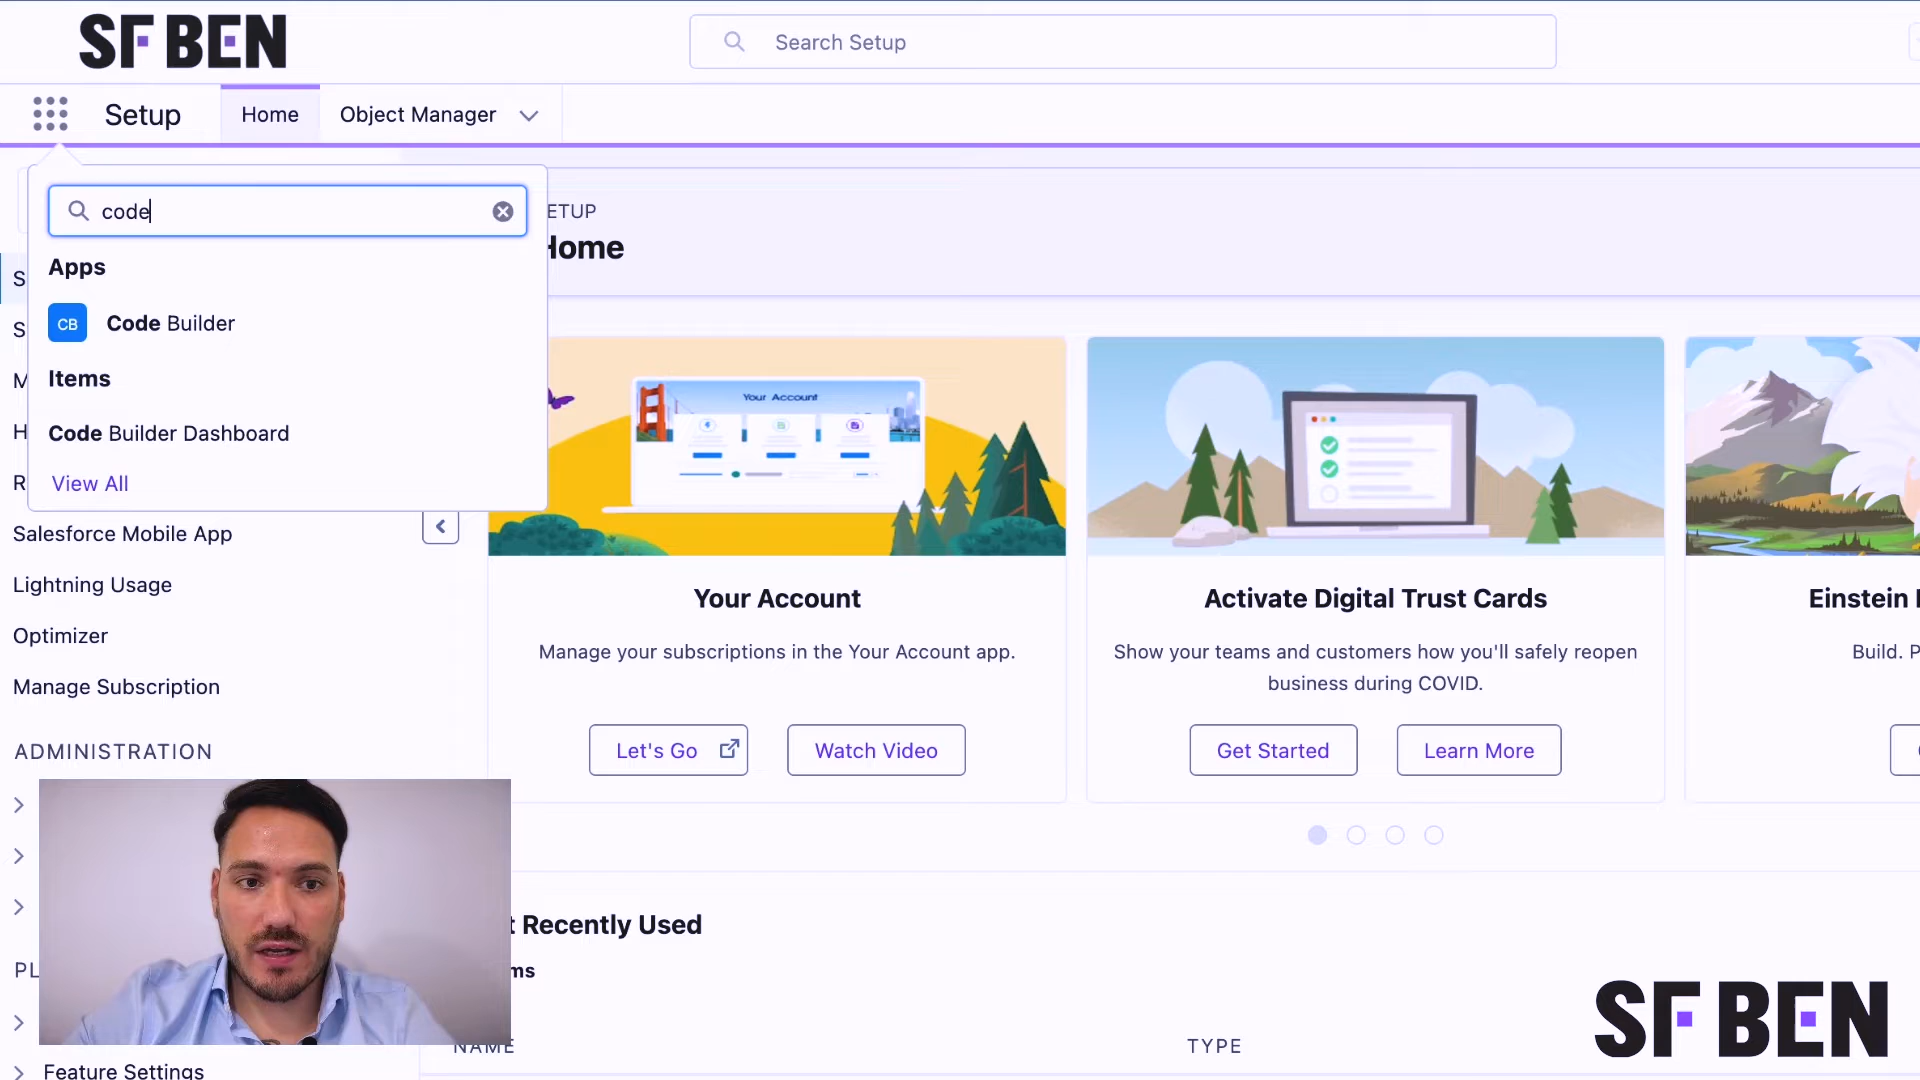 SF BEN
Search Setup
Setup
Home
Object Manager
code
Apps
CB
Code Builder
Items
Code Builder Dashboard
View All
ETUP
Home
S
S
M
H
R
Salesforce Mobile App
Lightning Usage
Optimizer
Manage Subscription
ADMINISTRATION
PL
Feature Settings
Your Account
Your Account
Manage your subscriptions in the Your Account app.
Let's Go
Watch Video
Activate Digital Trust Cards
Show your teams and customers how you'll safely reopen
business during COVID.
Get Started
Learn More
Einstein
Build. P
t Recently Used
ms
NAME
TYPE
SF BEN